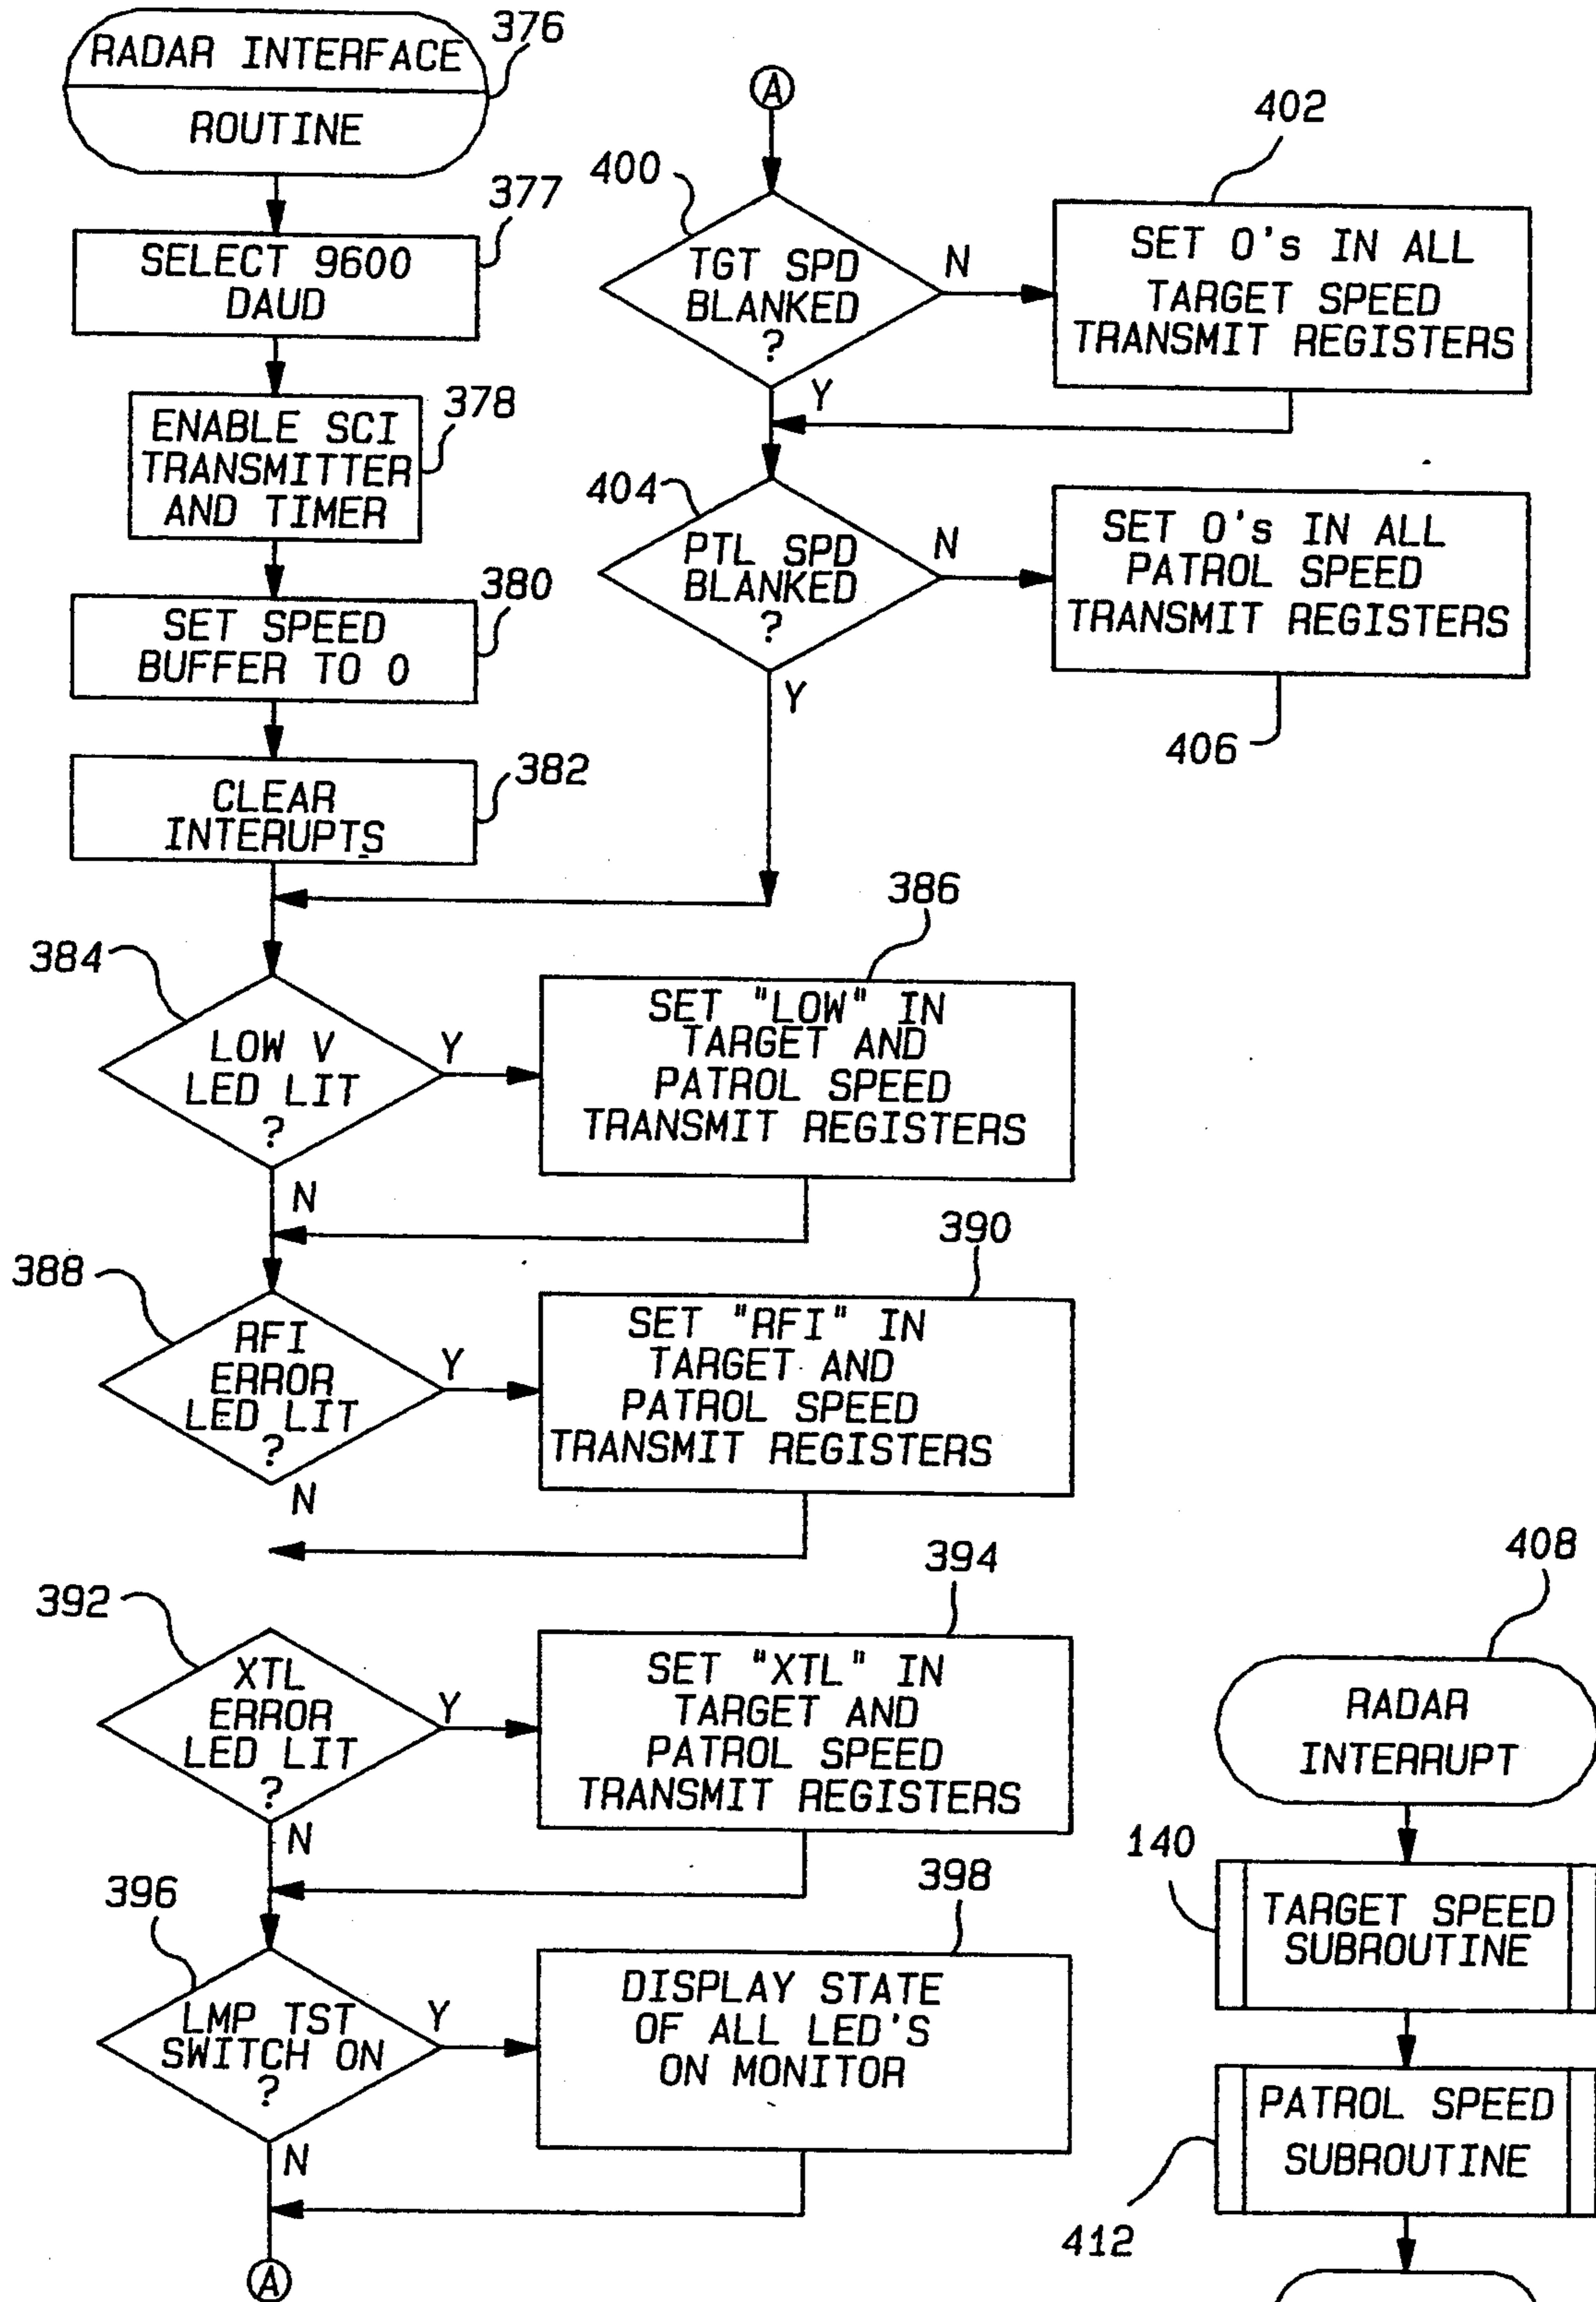 RADAR INTERFACE
ROUTINE
376
SELECT 9600
DAUD
377
ENABLE SCI
TRANSMITTER
AND TIMER
378
SET SPEED
BUFFER TO 0
380
CLEAR
INTERUPTS
382
384
LOW V
LED LIT
?
Y
N
386
SET "LOW" IN
TARGET AND
PATROL SPEED
TRANSMIT REGISTERS
388
RFI
ERROR
LED LIT
?
Y
N
390
SET "RFI" IN
TARGET AND
PATROL SPEED
TRANSMIT REGISTERS
392
XTL
ERROR
LED LIT
?
Y
N
394
SET "XTL" IN
TARGET AND
PATROL SPEED
TRANSMIT REGISTERS
396
LMP TST
SWITCH ON
?
Y
N
398
DISPLAY STATE
OF ALL LED'S
ON MONITOR
A
A
400
TGT SPD
BLANKED
?
N
Y
402
SET 0's IN ALL
TARGET SPEED
TRANSMIT REGISTERS
404
PTL SPD
BLANKED
?
N
Y
SET 0's IN ALL
PATROL SPEED
TRANSMIT REGISTERS
406
408
RADAR
INTERRUPT
140
TARGET SPEED
SUBROUTINE
PATROL SPEED
SUBROUTINE
412